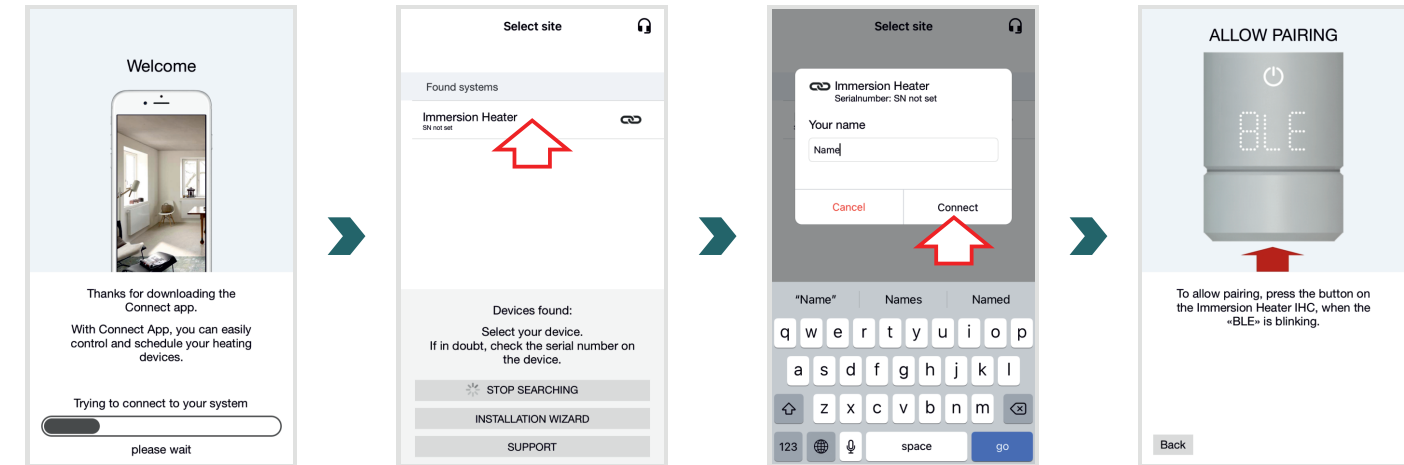 Welcome
Thanks for downloading the
Connect app.
With Connect App, you can easily
control and schedule your heating
devices.
Trying to connect to your system
please wait
Select site
Found systems
Immersion Heater
SN not set
Devices found:
Select your device.
If in doubt, check the serial number on
the device.
STOP SEARCHING
INSTALLATION WIZARD
SUPPORT
Select site
Immersion Heater
Serialnumber: SN not set
Your name
Name
Cancel
Connect
“Name” Names Named
q w e r t y u i o p
a s d f g h j k l
z x c v b n m
123 space go
ALLOW PAIRING
BLE
To allow pairing, press the button on
the Immersion Heater IHC, when the
«BLE» is blinking.
Back